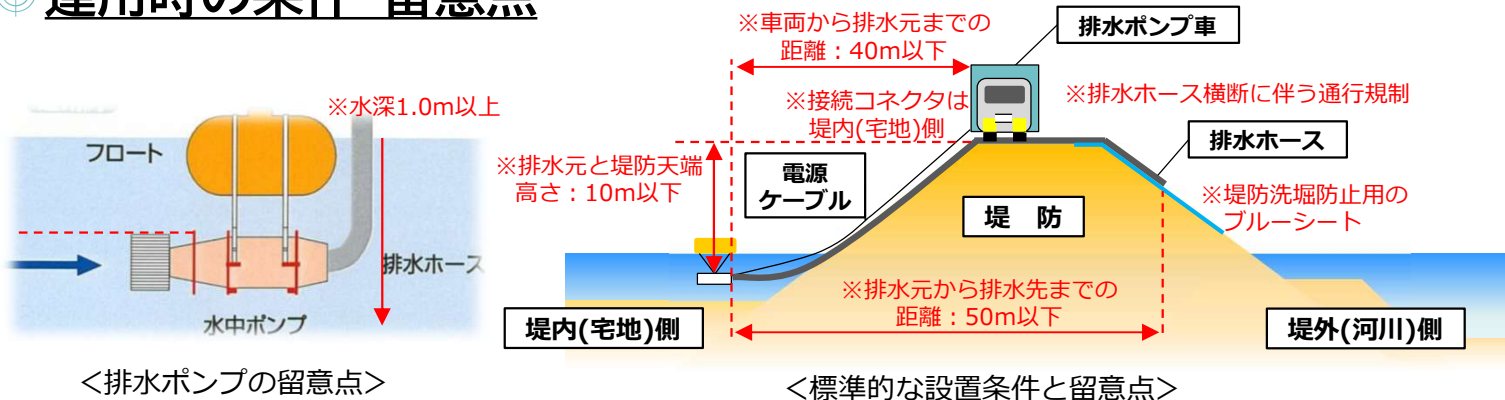 運用時の条件 留意点
※水深1.0m以上
フロート
排水ホース
水中ポンプ
＜排水ポンプの留意点＞
※車両から排水元までの
距離：40m以下
排水ポンプ車
※接続コネクタは
堤内(宅地)側
※排水ホース横断に伴う通行規制
排水ホース
※排水元と堤防天端
高さ：10m以下
電源
ケーブル
堤 防
※堤防洗堀防止用の
ブルーシート
※排水元から排水先までの
距離：50m以下
堤内(宅地)側
堤外(河川)側
＜標準的な設置条件と留意点＞